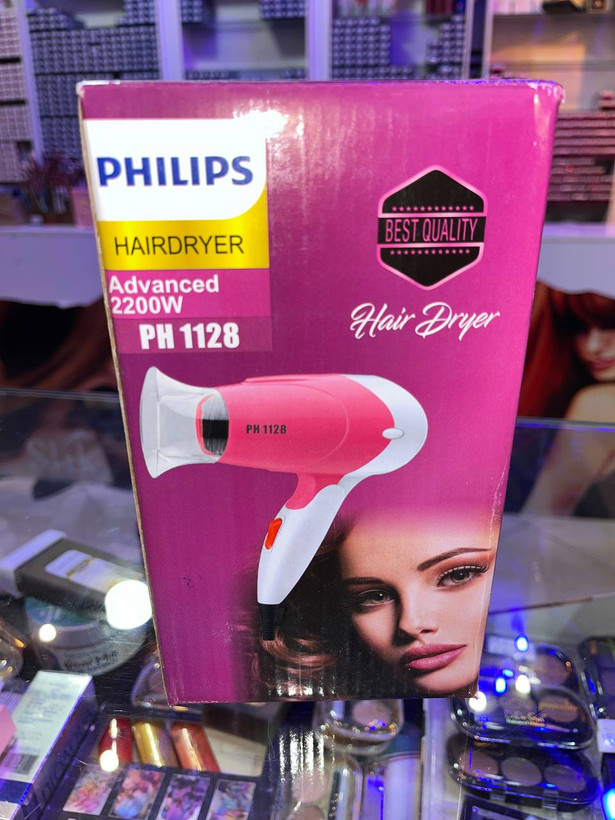 PHILIPS
HAIRDRYER
Advanced
2200W
PH 1128
BEST QUALITY
Hair Dryer
PH 1128